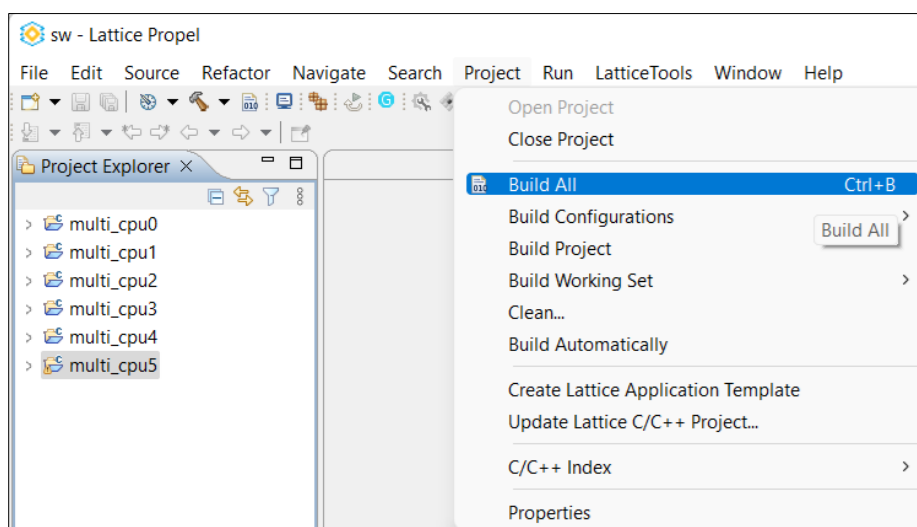 sw - Lattice Propel
File Edit Source Refactor Navigate Search Project Run LatticeTools Window Help
Open Project
Close Project
Project Explorer
Build All Ctrl+B
Build Configurations
Build All
Build Project
Build Working Set
Clean...
Build Automatically
Create Lattice Application Template
Update Lattice C/C++ Project...
C/C++ Index
Properties
multi_cpu0
multi_cpu1
multi_cpu2
multi_cpu3
multi_cpu4
multi_cpu5